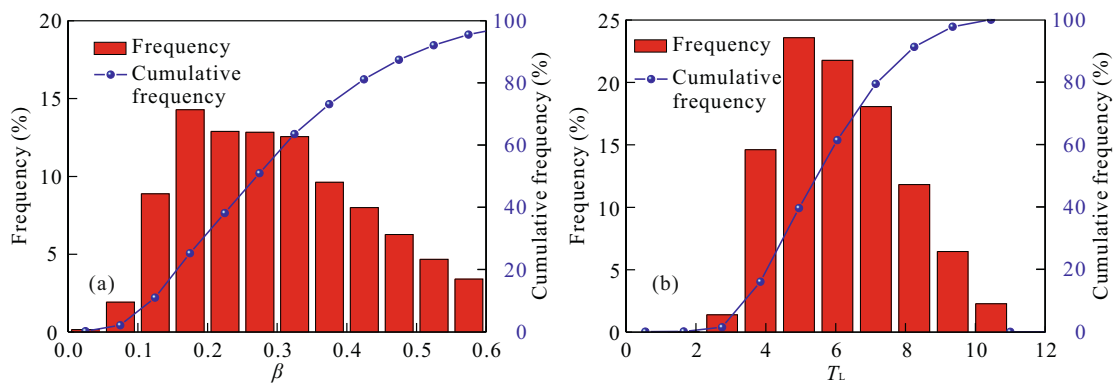 20
15
10
5
0
Frequency (%)
Frequency
Cumulative
frequency
(a)
0.0 0.1 0.2 0.3 0.4 0.5 0.6
β
100
80
60
40
20
0
Cumulative frequency (%)
25
20
15
10
5
0
Frequency (%)
Frequency
Cumulative
frequency
(b)
0 2 4 6 8 10 12
T_L
100
80
60
40
20
0
Cumulative frequency (%)